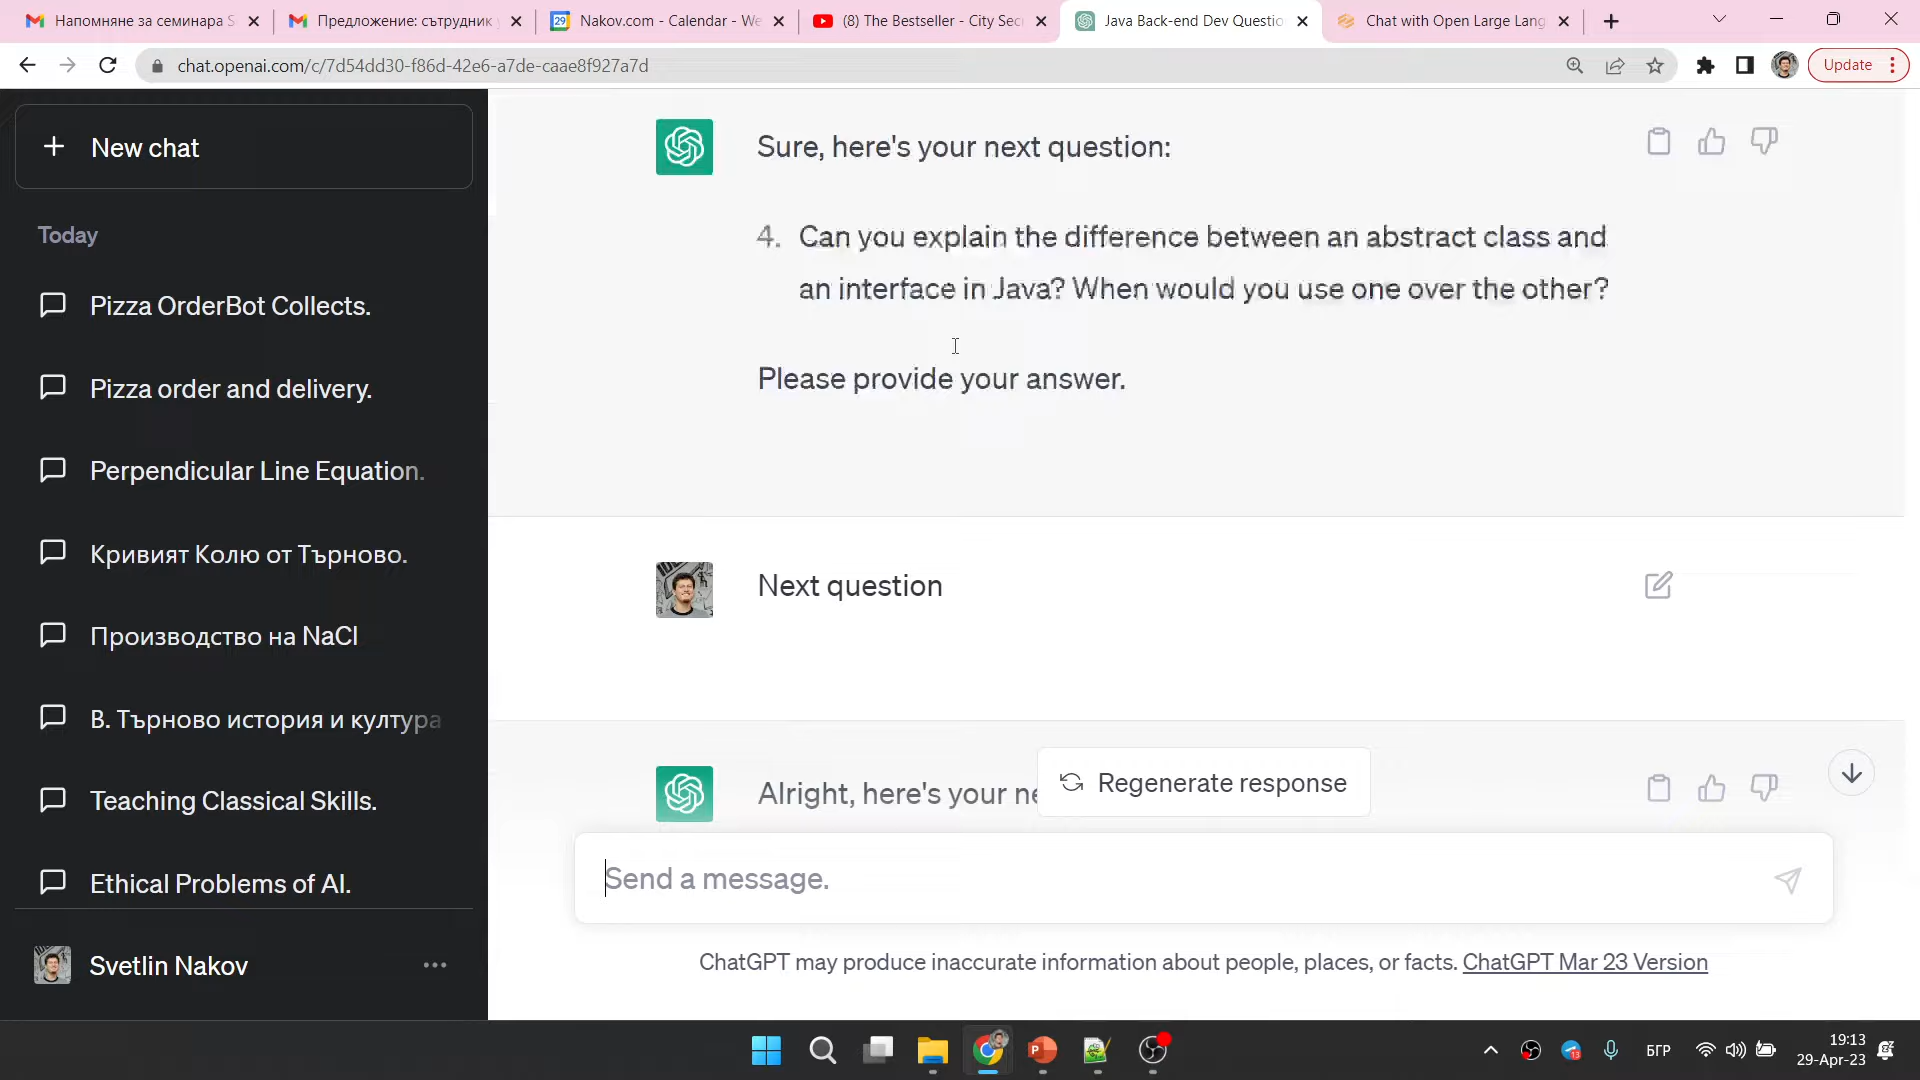 Напомняне за семинара S
Предложение: сътрудник
Nakov.com - Calendar - We
(8) The Bestseller - City Sec
Java Back-end Dev Questio
Chat with Open Large Lang
chat.openai.com/c/7d54dd30-f86d-42e6-a7de-caae8f927a7d
Update
New chat
Today
Pizza OrderBot Collects.
Pizza order and delivery.
Perpendicular Line Equation.
Кривият Колю от Търново.
Производство на NaCl
В. Търново история и култура
Teaching Classical Skills.
Ethical Problems of AI.
Svetlin Nakov
Sure, here's your next question:
4. Can you explain the difference between an abstract class and
an interface in Java? When would you use one over the other?
Please provide your answer.
Next question
Alright, here's your ne
Regenerate response
Send a message.
ChatGPT may produce inaccurate information about people, places, or facts. ChatGPT Mar 23 Version
БГР
19:13
29-Apr-23